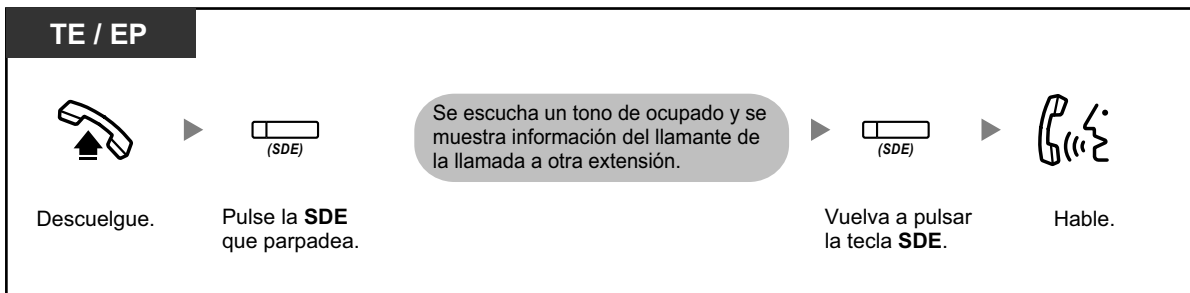 TE / EP
(SDE)
Se escucha un tono de ocupado y se
muestra información del llamante de
la llamada a otra extensión.
(SDE)
Descuelgue.
Pulse la SDE
que parpadea.
Vuelva a pulsar
la tecla SDE.
Hable.